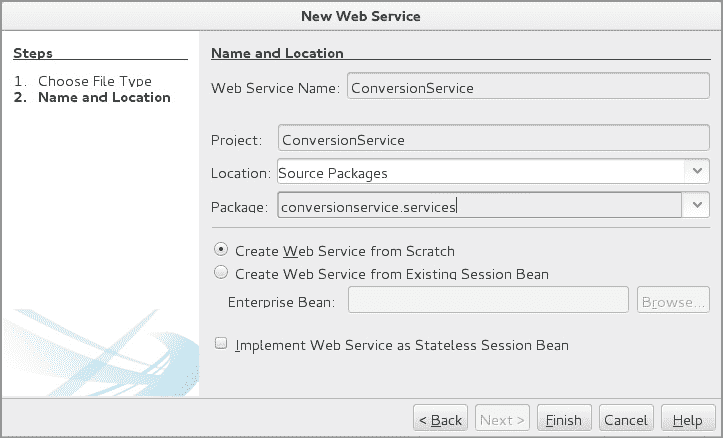 New Web Service
Steps
1. Choose File Type
2. Name and Location
Name and Location
Web Service Name: ConversionService
Project: ConversionService
Location: Source Packages
Package: conversionservice.services
Create Web Service from Scratch
Create Web Service from Existing Session Bean
Enterprise Bean:
Browse...
Implement Web Service as Stateless Session Bean
< Back
Next >
Finish
Cancel
Help